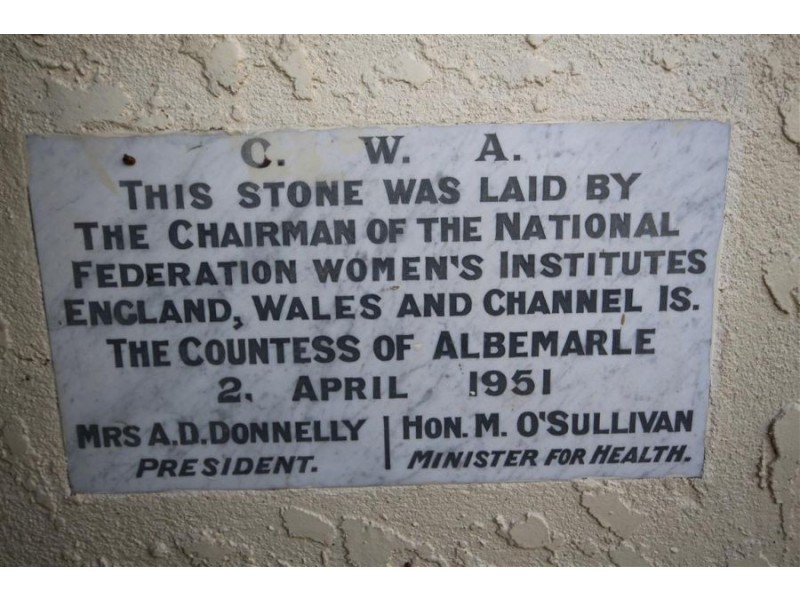 C. W. A.
THIS STONE WAS LAID BY
THE CHAIRMAN OF THE NATIONAL
FEDERATION WOMEN'S INSTITUTES
ENGLAND, WALES AND CHANNEL IS.
THE COUNTESS OF ALBEMARLE
2. APRIL 1951
MRS A.D. DONNELLY | HON. M. O'SULLIVAN
PRESIDENT. | MINISTER FOR HEALTH.